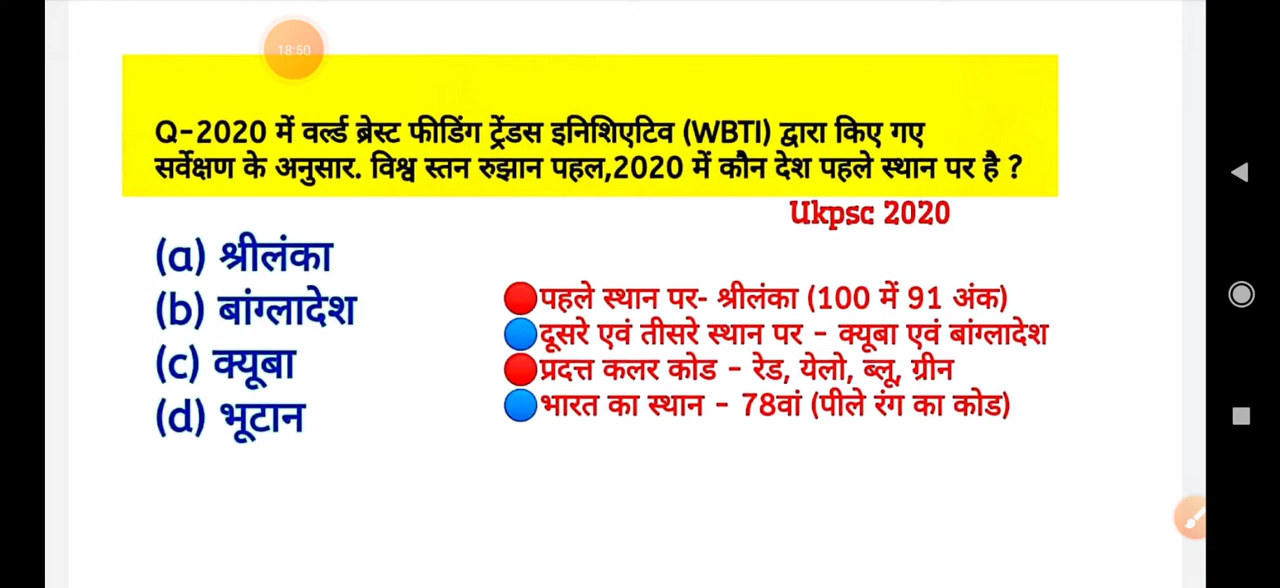 18:50
Q-2020 में वर्ल्ड ब्रेस्ट फीडिंग ट्रेंडस इनिशिएटिव (WBTI) द्वारा किए गए
सर्वेक्षण के अनुसार. विश्व स्तन रुझान पहल,2020 में कौन देश पहले स्थान पर है ?
Ukpsc 2020
(a) श्रीलंका
(b) बांग्लादेश
(c) क्यूबा
(d) भूटान
पहले स्थान पर- श्रीलंका (100 में 91 अंक)
दूसरे एवं तीसरे स्थान पर - क्यूबा एवं बांग्लादेश
प्रदत्त कलर कोड - रेड, येलो, ब्लू, ग्रीन
भारत का स्थान - 78वां (पीले रंग का कोड)